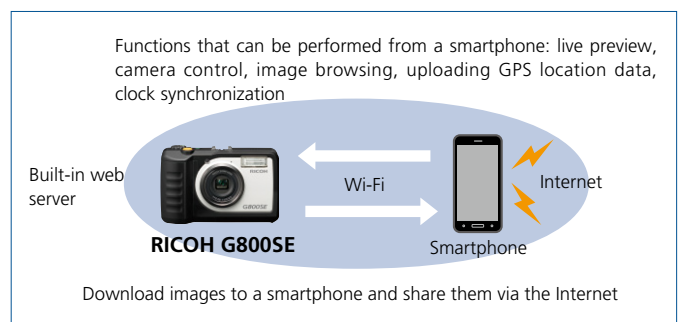 Functions that can be performed from a smartphone: live preview,
camera control, image browsing, uploading GPS location data,
clock synchronization
Built-in web
server
RICOH
G800SE
Wi-Fi
Internet
RICOH G800SE
Smartphone
Download images to a smartphone and share them via the Internet